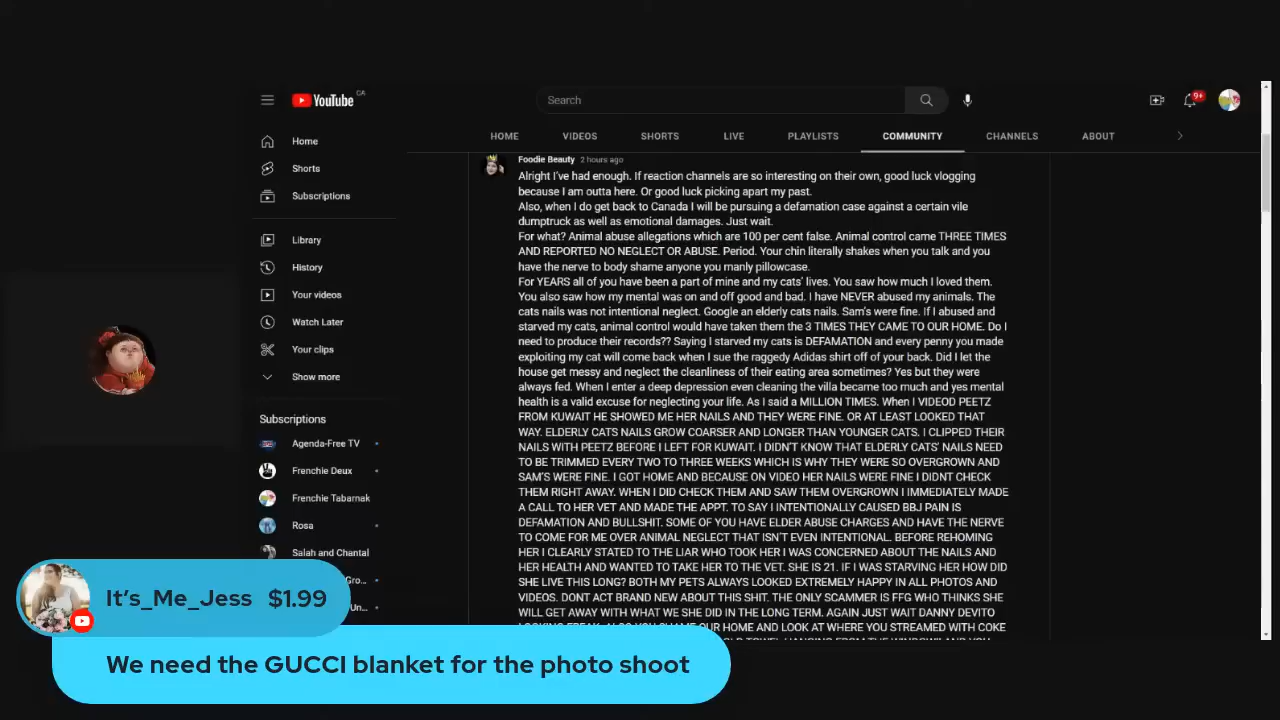 YouTube CA
Search
9+
HOME VIDEOS SHORTS LIVE PLAYLISTS COMMUNITY CHANNELS ABOUT
Home
Shorts
Subscriptions
Library
History
Your videos
Watch Later
Your clips
Show more
Subscriptions
Agenda-Free TV
Frenchie Deux
Frenchie Tabarnak
Rosa
Salah and Chantal
Gro...
Un...
Foodie Beauty 2 hours ago
Alright I've had enough. If reaction channels are so interesting on their own, good luck vlogging
because I am outta here. Or good luck picking apart my past.
Also, when I do get back to Canada I will be pursuing a defamation case against a certain vile
dumptruck as well as emotional damages. Just wait.
For what? Animal abuse allegations which are 100 per cent false. Animal control came THREE TIMES
AND REPORTED NO NEGLECT OR ABUSE. Period. Your chin literally shakes when you talk and you
have the nerve to body shame anyone you manly pillowcase.
For YEARS all of you have been a part of mine and my cats' lives. You saw how much I loved them.
You also saw how my mental was on and off good and bad. I have NEVER abused my animals. The
cats nails was not intentional neglect. Google an elderly cats nails. Sam's were fine. If I abused and
starved my cats, animal control would have taken them the 3 TIMES THEY CAME TO OUR HOME. Do I
need to produce their records?? Saying I starved my cats is DEFAMATION and every penny you made
exploiting my cat will come back when I sue the raggedy Adidas shirt off of your back. Did I let the
house get messy and neglect the cleanliness of their eating area sometimes? Yes but they were
always fed. When I enter a deep depression even cleaning the villa became too much and yes mental
health is a valid excuse for neglecting your life. As I said a MILLION TIMES. When I VIDEOD PEETZ
FROM KUWAIT HE SHOWED ME HER NAILS AND THEY WERE FINE. OR AT LEAST LOOKED THAT
WAY. ELDERLY CATS NAILS GROW COARSER AND LONGER THAN YOUNGER CATS. I CLIPPED THEIR
NAILS WITH PEETZ BEFORE I LEFT FOR KUWAIT. I DIDN'T KNOW THAT ELDERLY CATS' NAILS NEED
TO BE TRIMMED EVERY TWO TO THREE WEEKS WHICH IS WHY THEY WERE SO OVERGROWN AND
SAM'S WERE FINE. I GOT HOME AND BECAUSE ON VIDEO HER NAILS WERE FINE I DIDNT CHECK
THEM RIGHT AWAY. WHEN I DID CHECK THEM AND SAW THEM OVERGROWN I IMMEDIATELY MADE
A CALL TO HER VET AND MADE THE APPT. TO SAY I INTENTIONALLY CAUSED BBJ PAIN IS
DEFAMATION AND BULLSHIT. SOME OF YOU HAVE ELDER ABUSE CHARGES AND HAVE THE NERVE
TO COME FOR ME OVER ANIMAL NEGLECT THAT ISN'T EVEN INTENTIONAL. BEFORE REHOMING
HER I CLEARLY STATED TO THE LIAR WHO TOOK HER I WAS CONCERNED ABOUT THE NAILS AND
HER HEALTH AND WANTED TO TAKE HER TO THE VET. SHE IS 21. IF I WAS STARVING HER HOW DID
SHE LIVE THIS LONG? BOTH MY PETS ALWAYS LOOKED EXTREMELY HAPPY IN ALL PHOTOS AND
VIDEOS. DONT ACT BRAND NEW ABOUT THIS SHIT. THE ONLY SCAMMER IS FFG WHO THINKS SHE
WILL GET AWAY WITH WHAT WE SHE DID IN THE LONG TERM. AGAIN JUST WAIT DANNY DEVITO
OUR HOME AND LOOK AT WHERE YOU STREAMED WITH COKE
It's_Me_Jess $1.99
We need the GUCCI blanket for the photo shoot